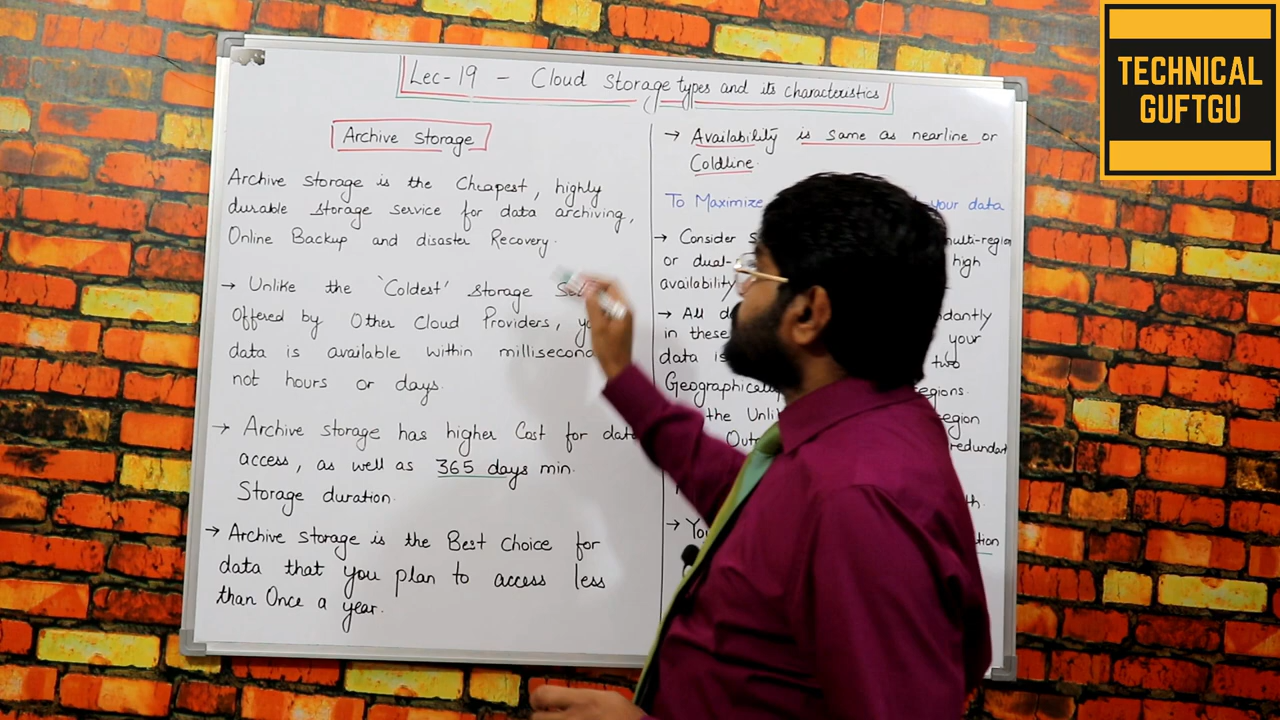 TECHNICAL
GUFTGU
Lec-19 - Cloud Storage types and its characteristics
Archive Storage
Archive storage is the Cheapest, highly
durable storage service for data archiving,
Online Backup and disaster Recovery.
→ Unlike the 'Coldest' storage
Offered by Other Cloud Providers,
data is available within millisecond
not hours or days.
→ Archive storage has higher Cost for data
access, as well as 365 days min.
Storage duration.
→ Archive storage is the Best Choice for
data that you plan to access less
than Once a year.
→ Availability is same as nearline or
Coldline.
To Maximize your data
→ Consider multi-region
or dual- high
availability
→ All dantly
in these your
data is two
Geographically regions.
the Unli region
Out redundant
→ You